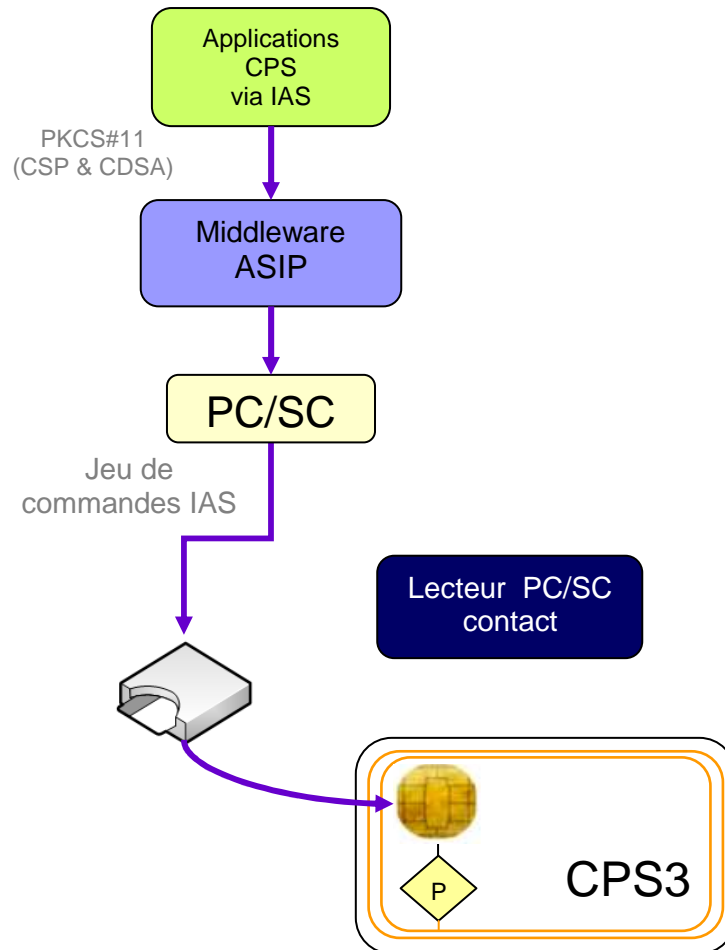 Applications
CPS
via IAS
PKCS#11
(CSP & CDSA)
Middleware
ASIP
PC/SC
Jeu de
commandes IAS
Lecteur PC/SC
contact
CPS3
P